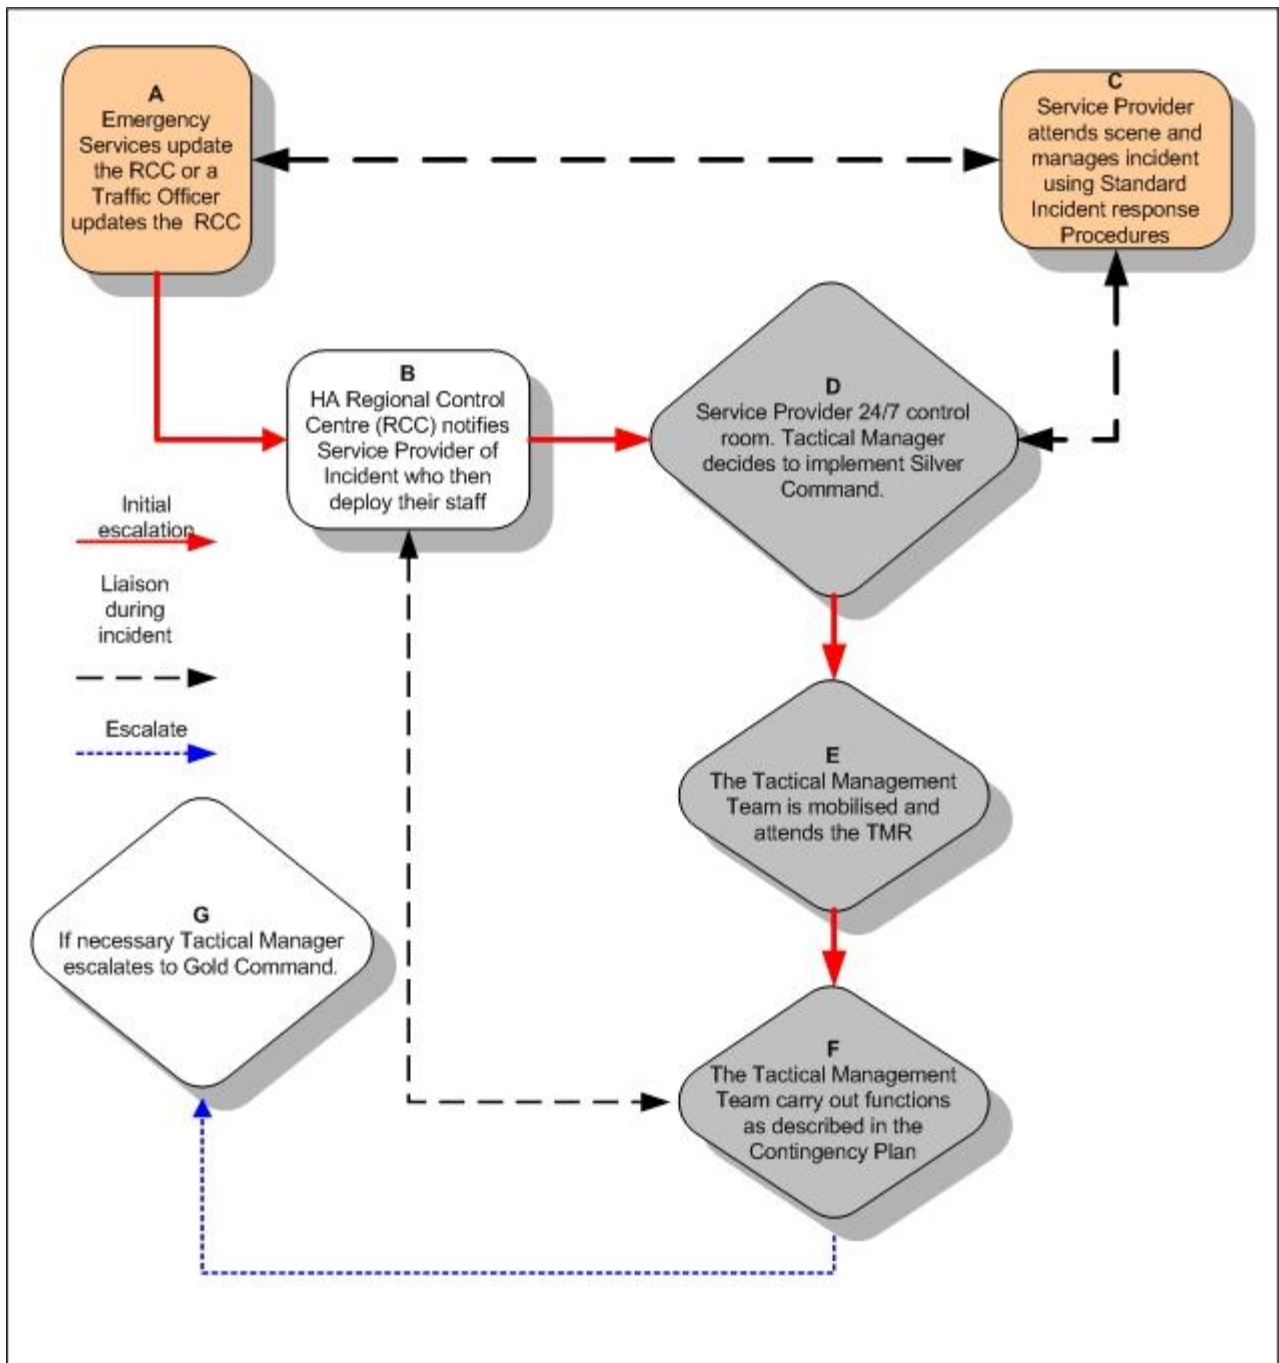 A
Emergency
Services update
the RCC or a
Traffic Officer
updates the RCC
C
Service Provider
attends scene and
manages incident
using Standard
Incident response
Procedures
B
HA Regional Control
Centre (RCC) notifies
Service Provider of
Incident who then
deploy their staff
D
Service Provider 24/7 control
room. Tactical Manager
decides to implement Silver
Command.
Initial
escalation
Liaison
during
incident
Escalate
E
The Tactical Management
Team is mobilised and
attends the TMR
G
If necessary Tactical Manager
escalates to Gold Command.
F
The Tactical Management
Team carry out functions
as described in the
Contingency Plan